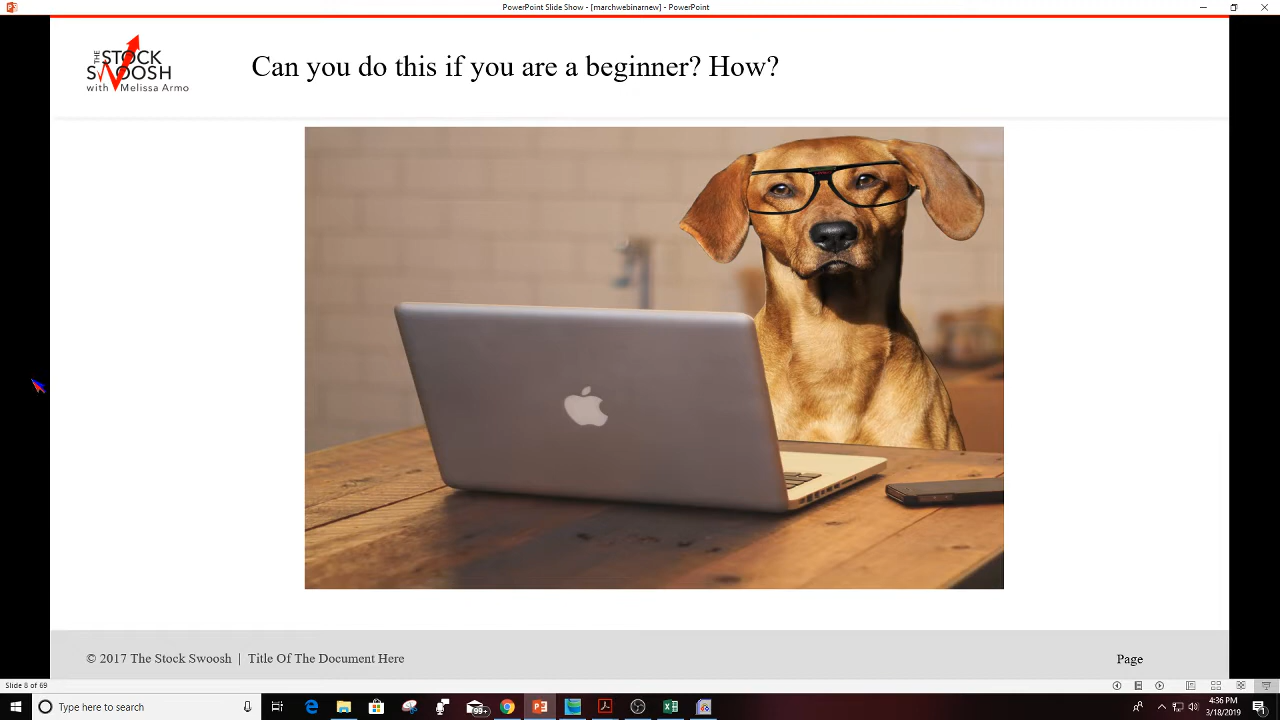 PowerPoint Slide Show - [marchwebinarnew] - PowerPoint
THE
STOCK
SWOOSH
with Melissa Armo
Can you do this if you are a beginner? How?
© 2017 The Stock Swoosh | Title Of The Document Here
Page
Slide 8 of 69
Type here to search
99+
4:36 PM
3/18/2019